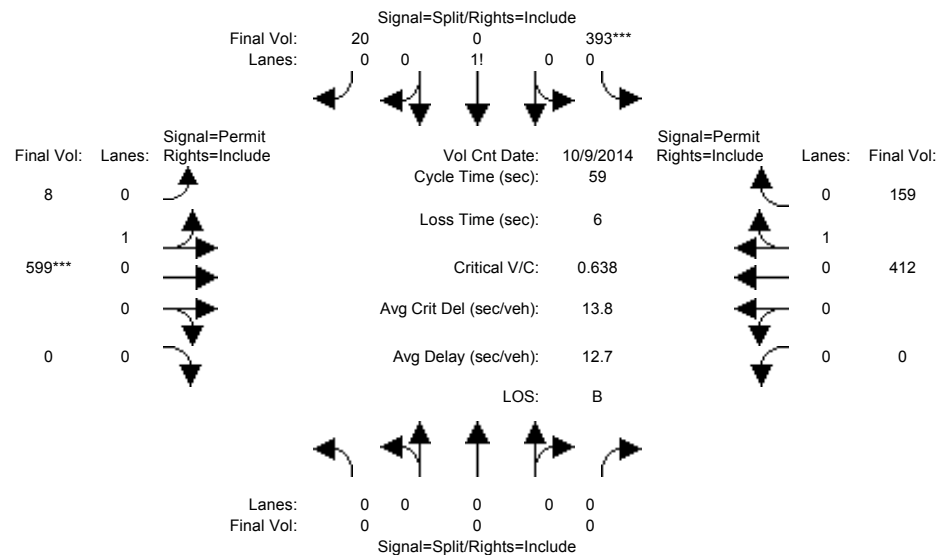 Signal=Split/Rights=Include
Final Vol: 20 0 393***
Lanes: 0 0 1! 0 0
Signal=Permit
Final Vol: Lanes: Rights=Include
Vol Cnt Date: 10/9/2014
Signal=Permit
Rights=Include Lanes: Final Vol:
Cycle Time (sec): 59
8 0
0 159
Loss Time (sec): 6
1
1
599*** 0
Critical V/C: 0.638
0 412
0
Avg Crit Del (sec/veh): 13.8
0
0 0
Avg Delay (sec/veh): 12.7
0 0
LOS: B
Lanes: 0 0 0 0 0
Final Vol: 0 0 0
Signal=Split/Rights=Include